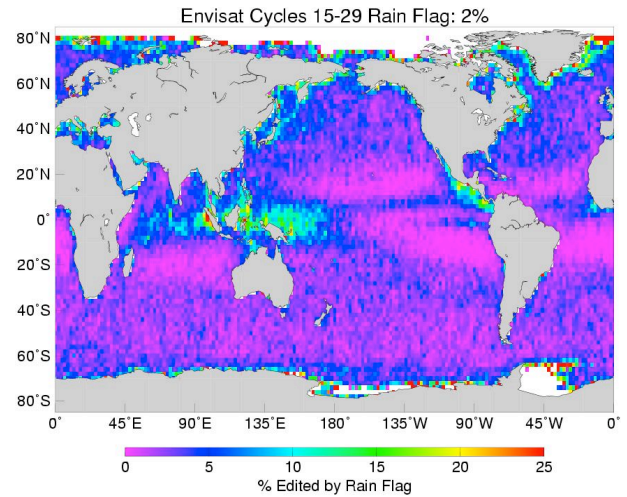 Envisat Cycles 15-29 Rain Flag: 2%
80˚N
60˚N
40˚N
20˚N
0˚
20˚S
40˚S
60˚S
80˚S
0˚ 45˚E 90˚E 135˚E 180˚ 135˚W 90˚W 45˚W 0˚
0 5 10 15 20 25
% Edited by Rain Flag